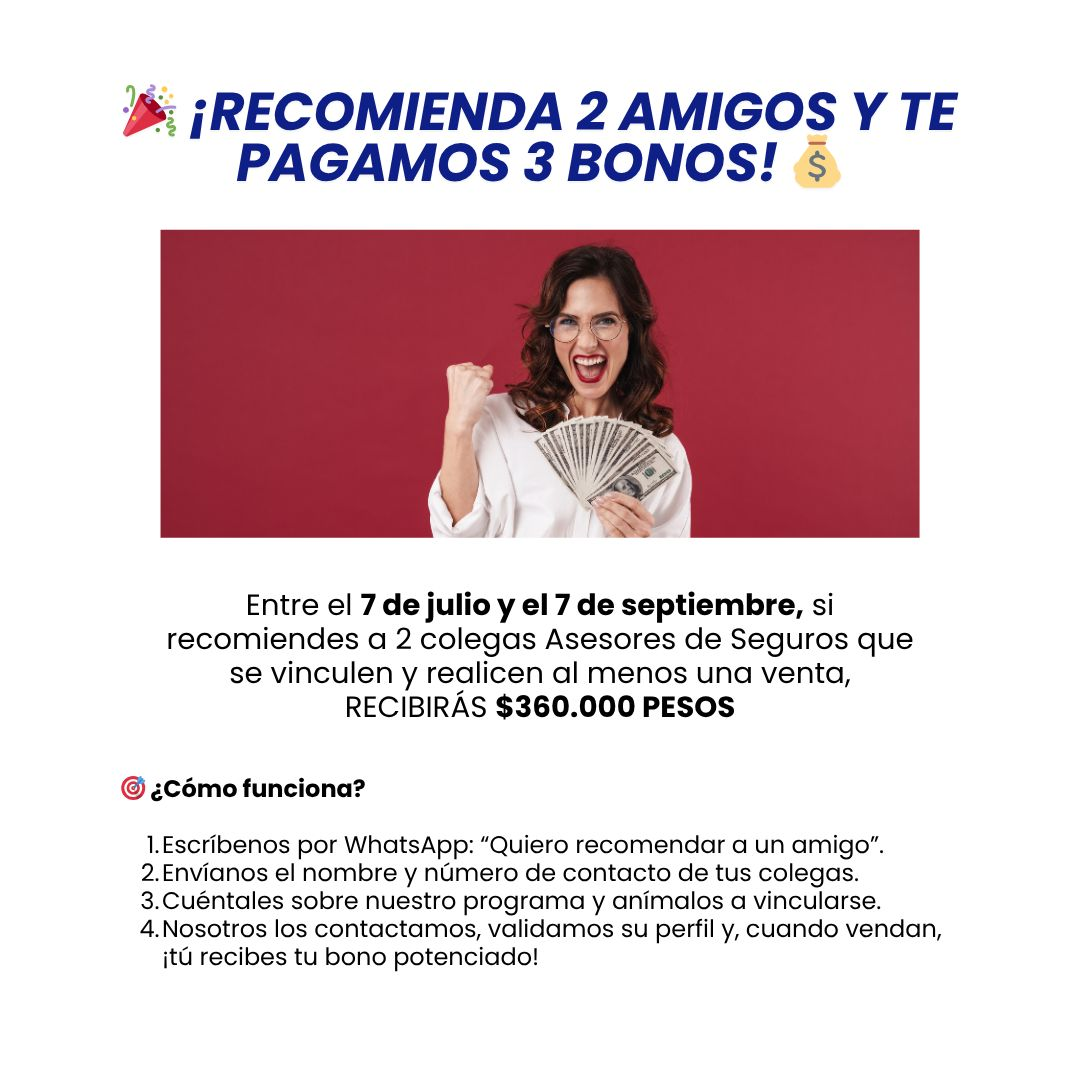 ¡RECOMIENDA 2 AMIGOS Y TE
PAGAMOS 3 BONOS!
Entre el 7 de julio y el 7 de septiembre, si
recomiendes a 2 colegas Asesores de Seguros que
se vinculen y realicen al menos una venta,
RECIBIRÁS $360.000 PESOS
¿Cómo funciona?
1. Escríbenos por WhatsApp: “Quiero recomendar a un amigo”.
2. Envíanos el nombre y número de contacto de tus colegas.
3. Cuéntales sobre nuestro programa y anímalos a vincularse.
4. Nosotros los contactamos, validamos su perfil y, cuando vendan,
¡tú recibes tu bono potenciado!